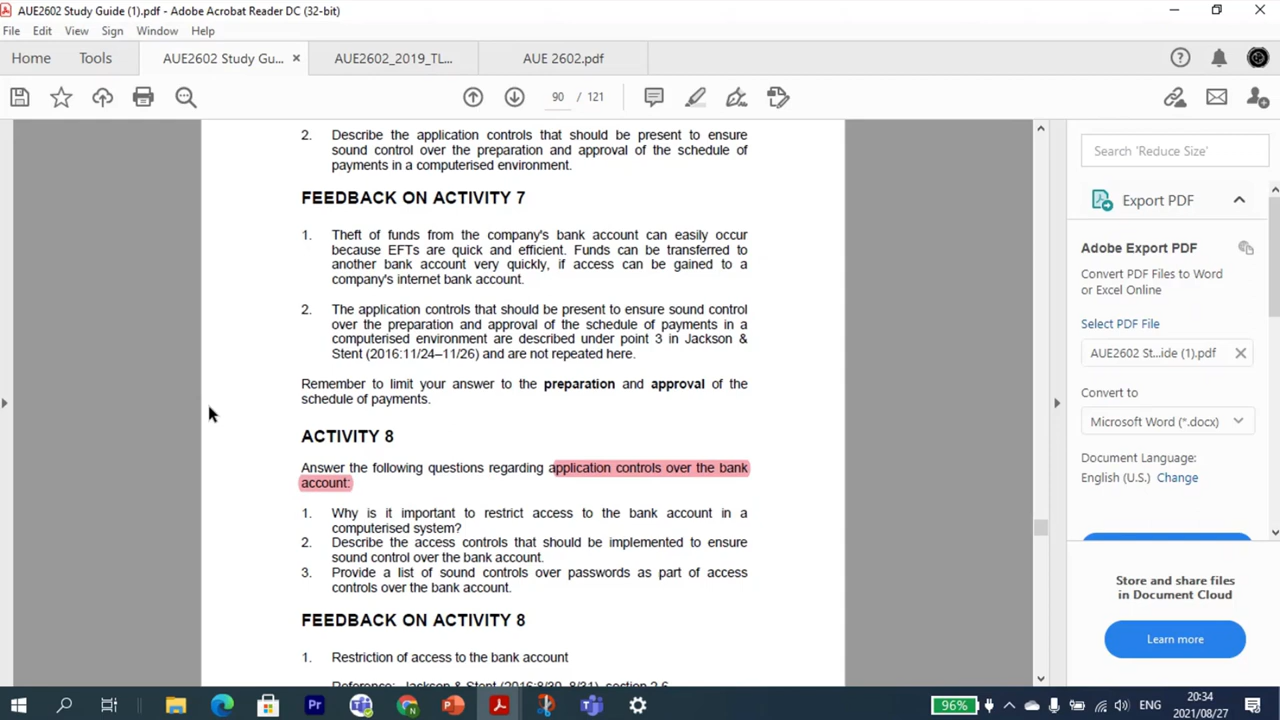 AUE2602 Study Guide (1).pdf - Adobe Acrobat Reader DC (32-bit)
File Edit View Sign Window Help
Home Tools AUE2602 Study Gu... × AUE2602_2019_TL... AUE 2602.pdf
90 / 121
2. Describe the application controls that should be present to ensure
sound control over the preparation and approval of the schedule of
payments in a computerised environment.
FEEDBACK ON ACTIVITY 7
1. Theft of funds from the company's bank account can easily occur
because EFTs are quick and efficient. Funds can be transferred to
another bank account very quickly, if access can be gained to a
company's internet bank account.
2. The application controls that should be present to ensure sound control
over the preparation and approval of the schedule of payments in a
computerised environment are described under point 3 in Jackson &
Stent (2016:11/24–11/26) and are not repeated here.
Remember to limit your answer to the preparation and approval of the
schedule of payments.
ACTIVITY 8
Answer the following questions regarding application controls over the bank
account:
1. Why is it important to restrict access to the bank account in a
computerised system?
2. Describe the access controls that should be implemented to ensure
sound control over the bank account.
3. Provide a list of sound controls over passwords as part of access
controls over the bank account.
FEEDBACK ON ACTIVITY 8
1. Restriction of access to the bank account
Reference: Jackson & Stent (2016:8/30–8/31), section 2.6
Search 'Reduce Size'
Export PDF
Adobe Export PDF
Convert PDF Files to Word
or Excel Online
Select PDF File
AUE2602 St...ide (1).pdf
Convert to
Microsoft Word (*.docx)
Document Language:
English (U.S.) Change
Store and share files
in Document Cloud
Learn more
96%
ENG
20:34
2021/08/27